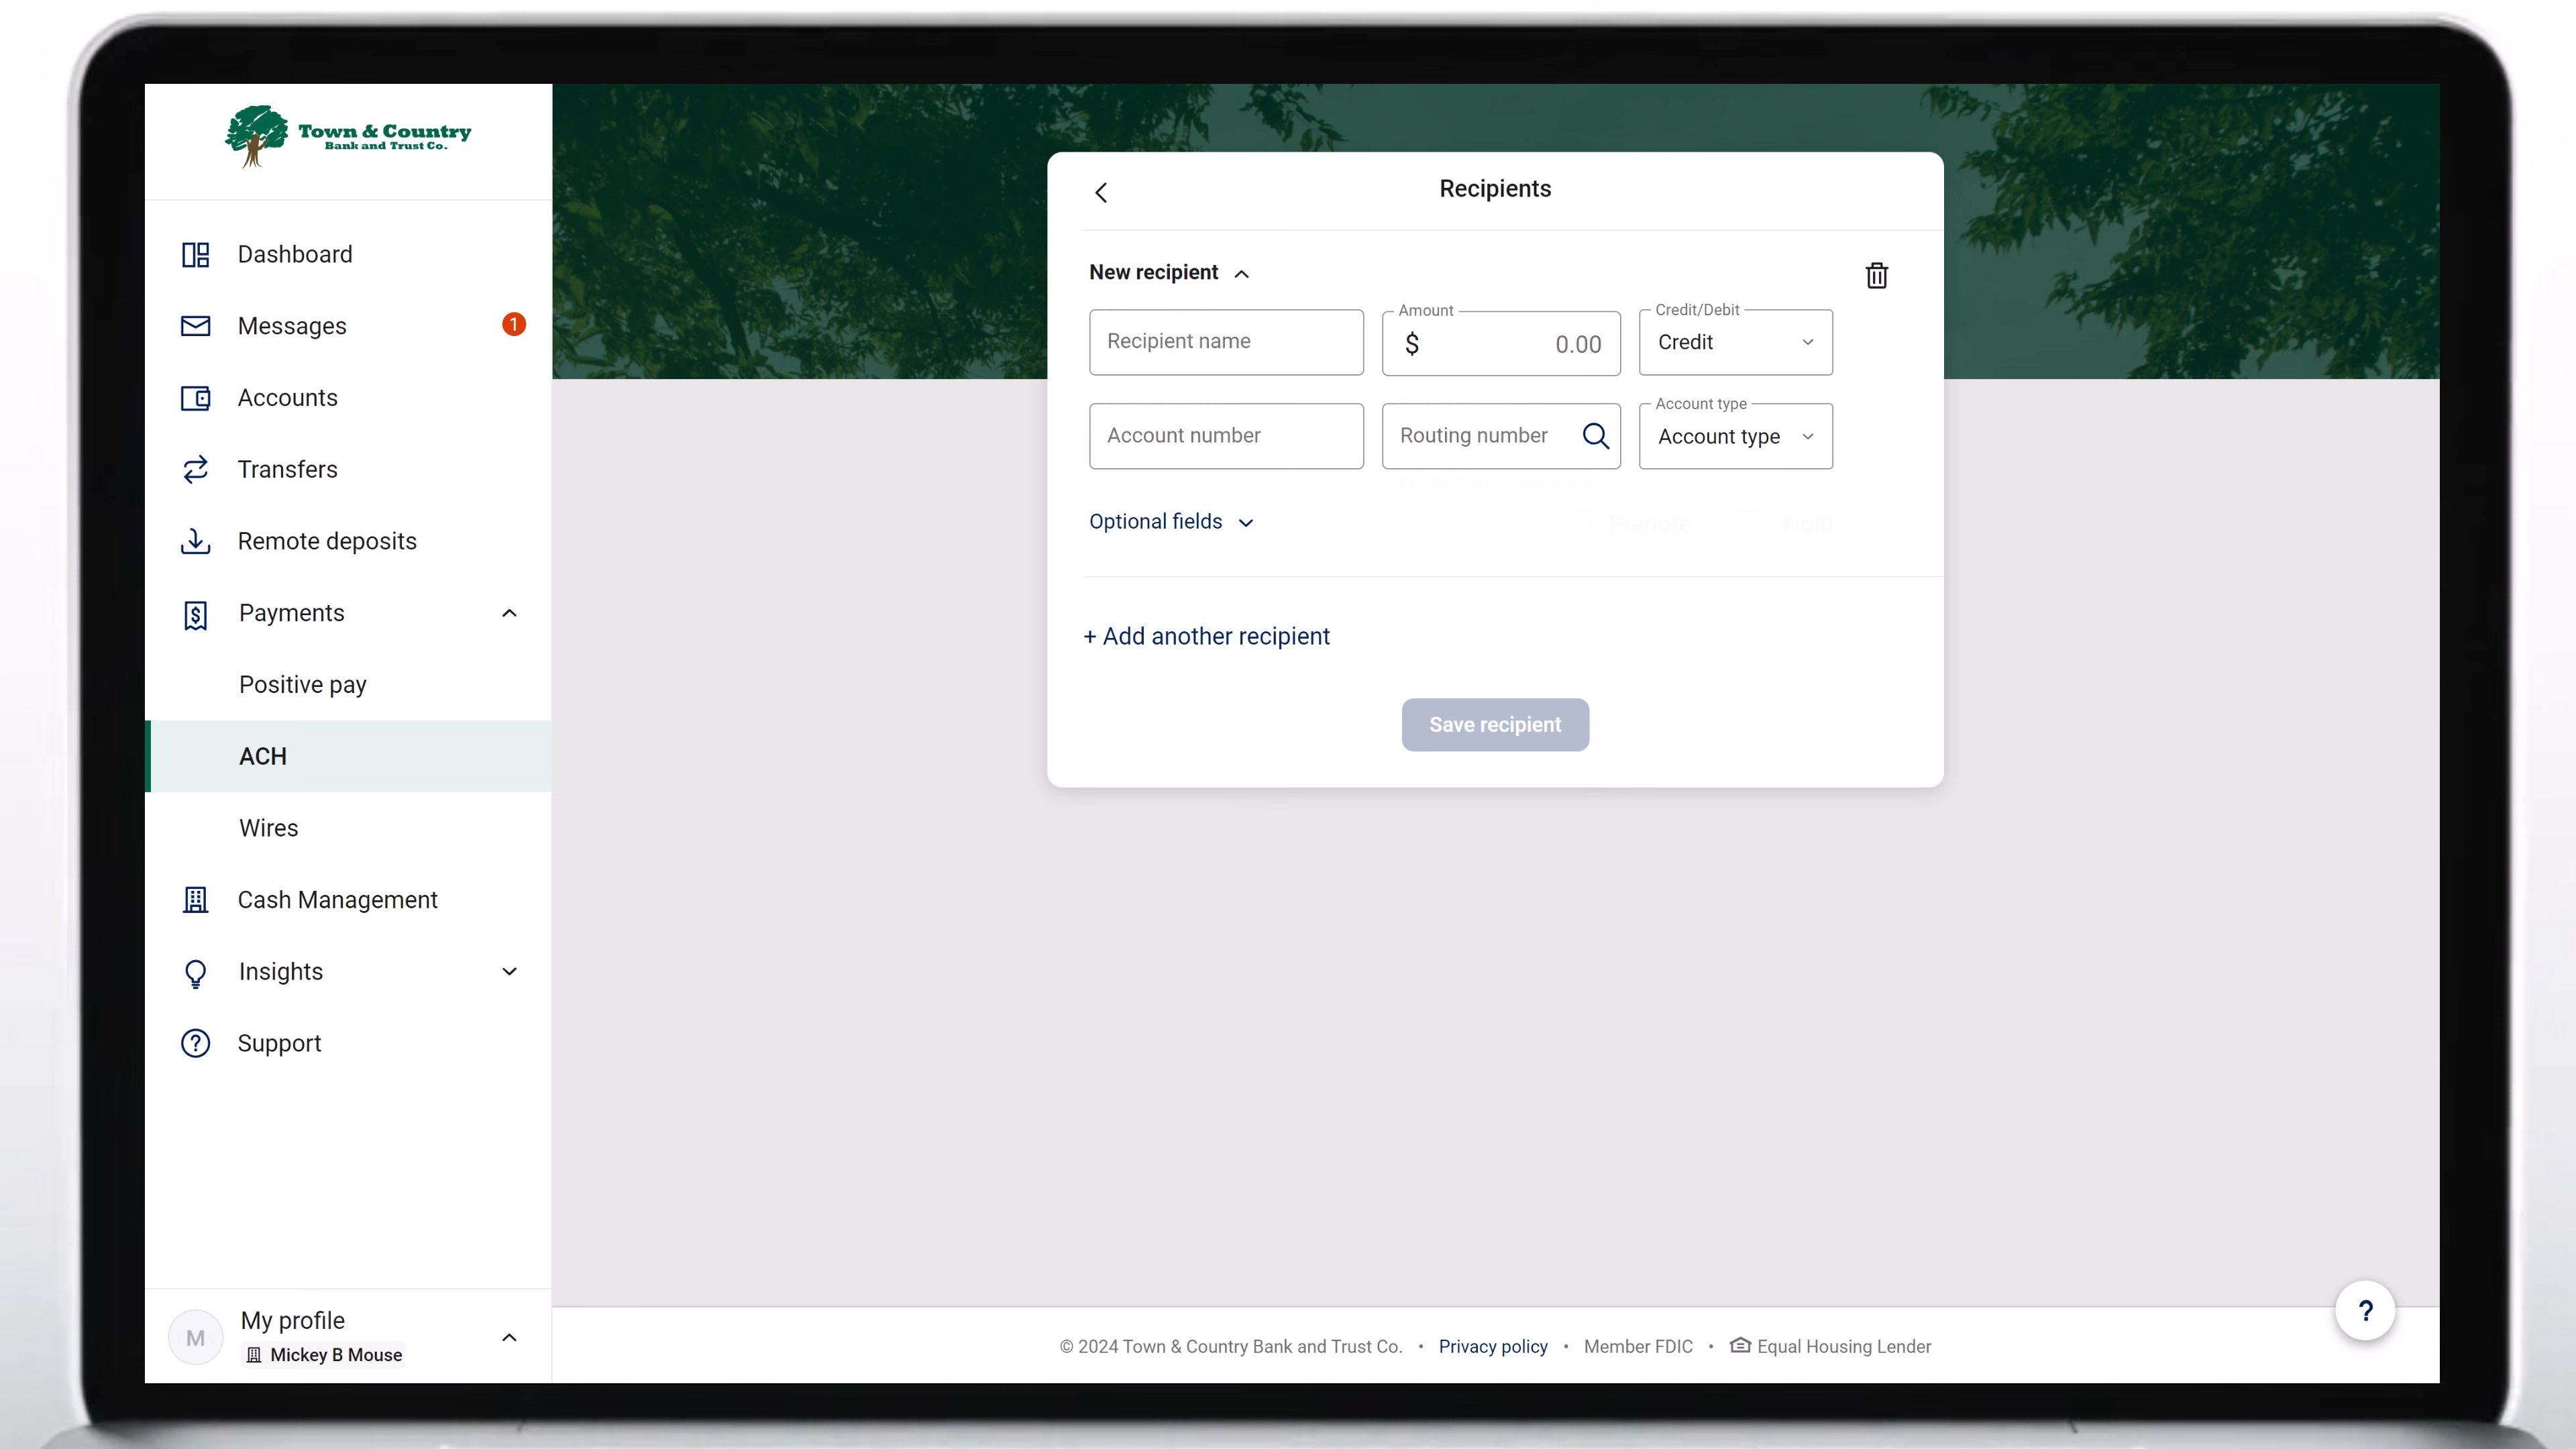 Town & Country
Bank and Trust Co.
Dashboard
Messages
1
Accounts
Transfers
Remote deposits
Payments
Positive pay
ACH
Wires
Cash Management
Insights
Support
M
My profile
Mickey B Mouse
Recipients
New recipient
Recipient name
Amount
$ 0.00
Credit/Debit
Credit
Account number
Routing number
Account type
Account type
Optional fields
Prenote
Hold
+ Add another recipient
Save recipient
?
© 2024 Town & Country Bank and Trust Co. • Privacy policy • Member FDIC • Equal Housing Lender